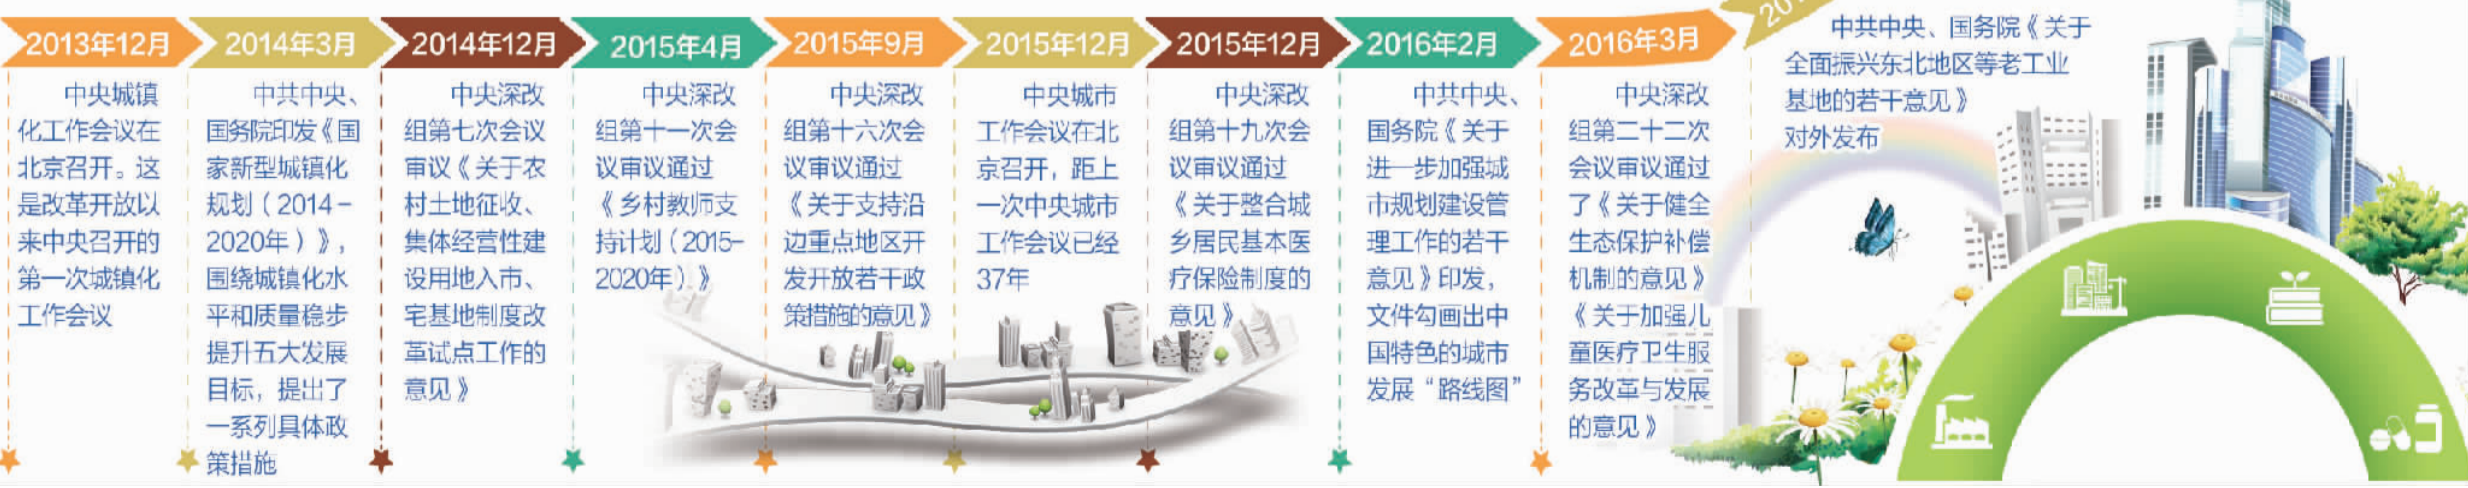 2013年12月
中央城镇
化工作会议在
北京召开。这
是改革开放以
来中央召开的
第一次城镇化
工作会议
2014年3月
中共中央、
国务院印发《国
家新型城镇化
规划(2014-
2020年)》,
围绕城镇化水
平和质量稳步
提升五大发展
目标,提出了
一系列具体政
策措施
2014年12月
中央深改
组第七次会议
审议《关于农
村土地征收、
集体经营性建
设用地入市、
宅基地制度改
革试点工作的
意见》
2015年4月
中央深改
组第十一次会
议审议通过
《乡村教师支
持计划(2015-
2020年)》
2015年9月
中央深改
组第十六次会
议审议通过
《关于支持沿
边重点地区开
发开放若干政
策措施的意见》
2015年12月
中央城市
工作会议在北
京召开,距上
一次中央城市
工作会议已经
37年
2015年12月
中央深改
组第十九次会
议审议通过
《关于整合城
乡居民基本医
疗保险制度的
意见》
2016年2月
中共中央、
国务院《关于
进一步加强城
市规划建设管
理工作的若干
意见》印发,
文件勾画出中
国特色的城市
发展“路线图”
2016年3月
中央深改
组第二十二次
会议审议通过
了《关于健全
生态保护补偿
机制的意见》
《关于加强儿
童医疗卫生服
务改革与发展
的意见》
中共中央、国务院《关于
全面振兴东北地区等老工业
基地的若干意见》
对外发布